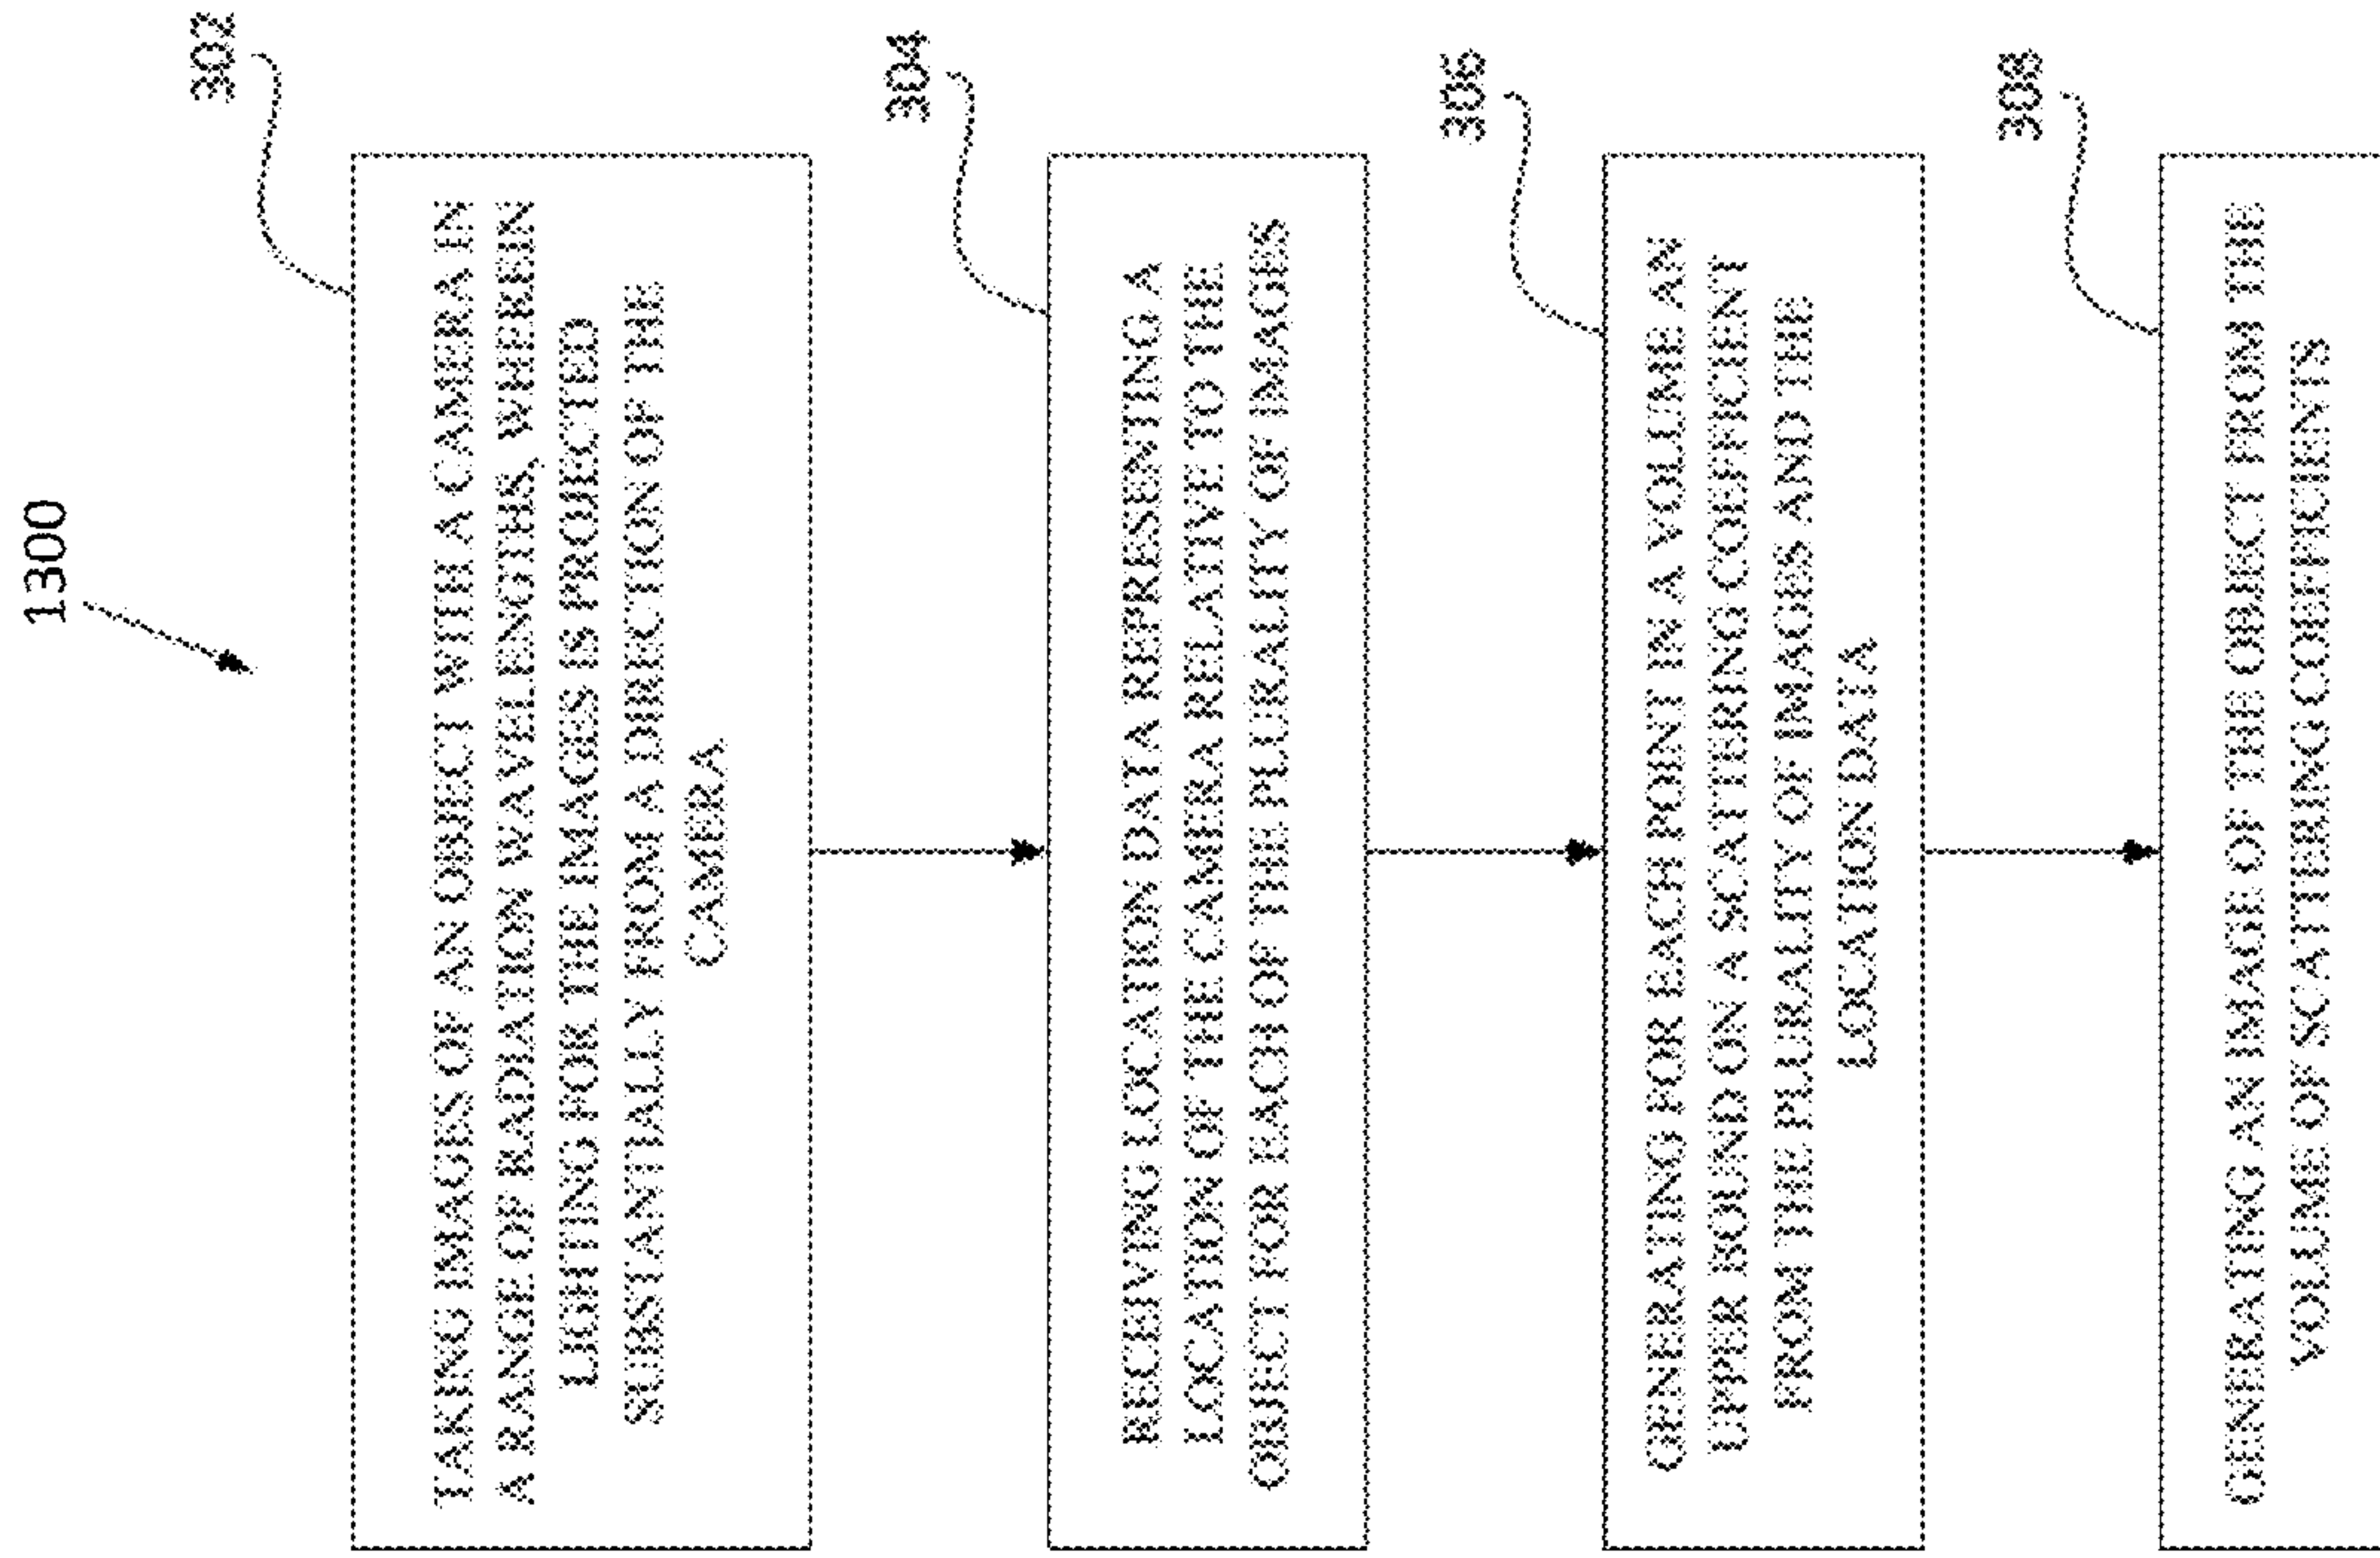 1300
302
TAKING IMAGES OF AN OBJECT WITH A CAMERA IN
A RANGE OF RADIATION WAVELENGTHS, WHEREIN
LIGHTING FOR THE IMAGES IS PROJECTED
SUBSTANTIALLY FROM A DIRECTION OF THE
CAMERA
304
RECEIVING LOCATION DATA REPRESENTING A
LOCATION OF THE CAMERA RELATIVE TO THE
OBJECT FOR EACH OF THE PLURALITY OF IMAGES
306
GENERATING FOR EACH POINT IN A VOLUME AN
UPPER BOUND ON A SCATTERING COEFFICIENT
FROM THE PLURALITY OF IMAGES AND THE
LOCATION DATA
308
GENERATING AN IMAGE OF THE OBJECT FROM THE
VOLUME OF SCATTERING COEFFICIENTS